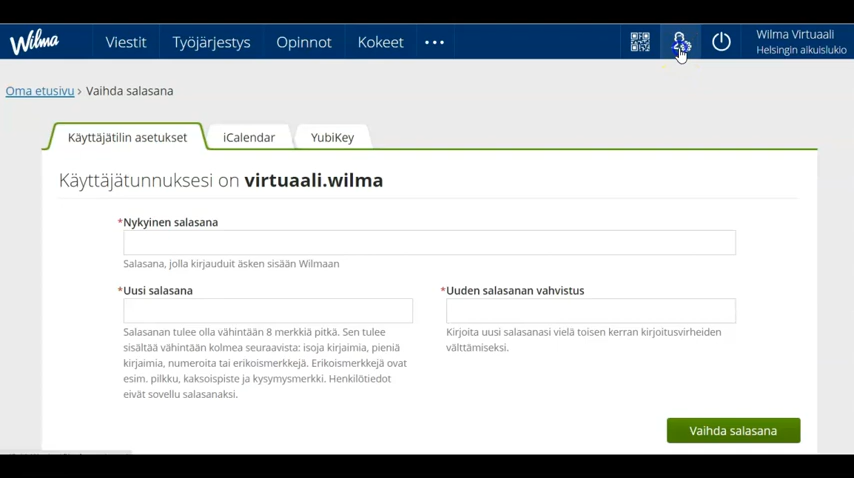 Wilma
Viestit
Työjärjestys
Opinnot
Kokeet
Wilma Virtuaali
Helsingin aikuislukio
Oma etusivu › Vaihda salasana
Käyttäjätilin asetukset
iCalendar
YubiKey
Käyttäjätunnuksesi on virtuaali.wilma
*Nykyinen salasana
Salasana, jolla kirjauduit äsken sisään Wilmaan
*Uusi salasana
Salasanan tulee olla vähintään 8 merkkiä pitkä. Sen tulee
sisältää vähintään kolmea seuraavista: isoja kirjaimia, pieniä
kirjaimia, numeroita tai erikoismerkkejä. Erikoismerkkejä ovat
esim. pilkku, kaksoispiste ja kysymysmerkki. Henkilötiedot
eivät sovellu salasanaksi.
*Uuden salasanan vahvistus
Kirjoita uusi salasanasi vielä toisen kerran kirjoitusvirheiden
välttämiseksi.
Vaihda salasana